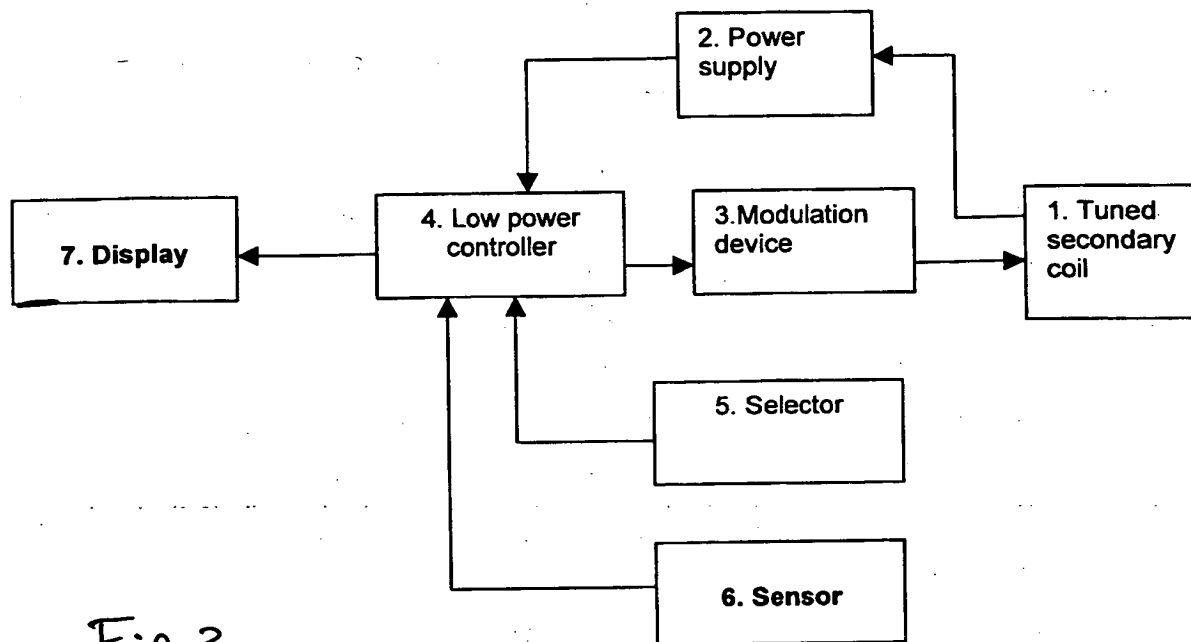 2. Power
supply
4. Low power
controller
3.Modulation
device
1. Tuned
secondary
coil
7. Display
5. Selector
6. Sensor
Fig 2